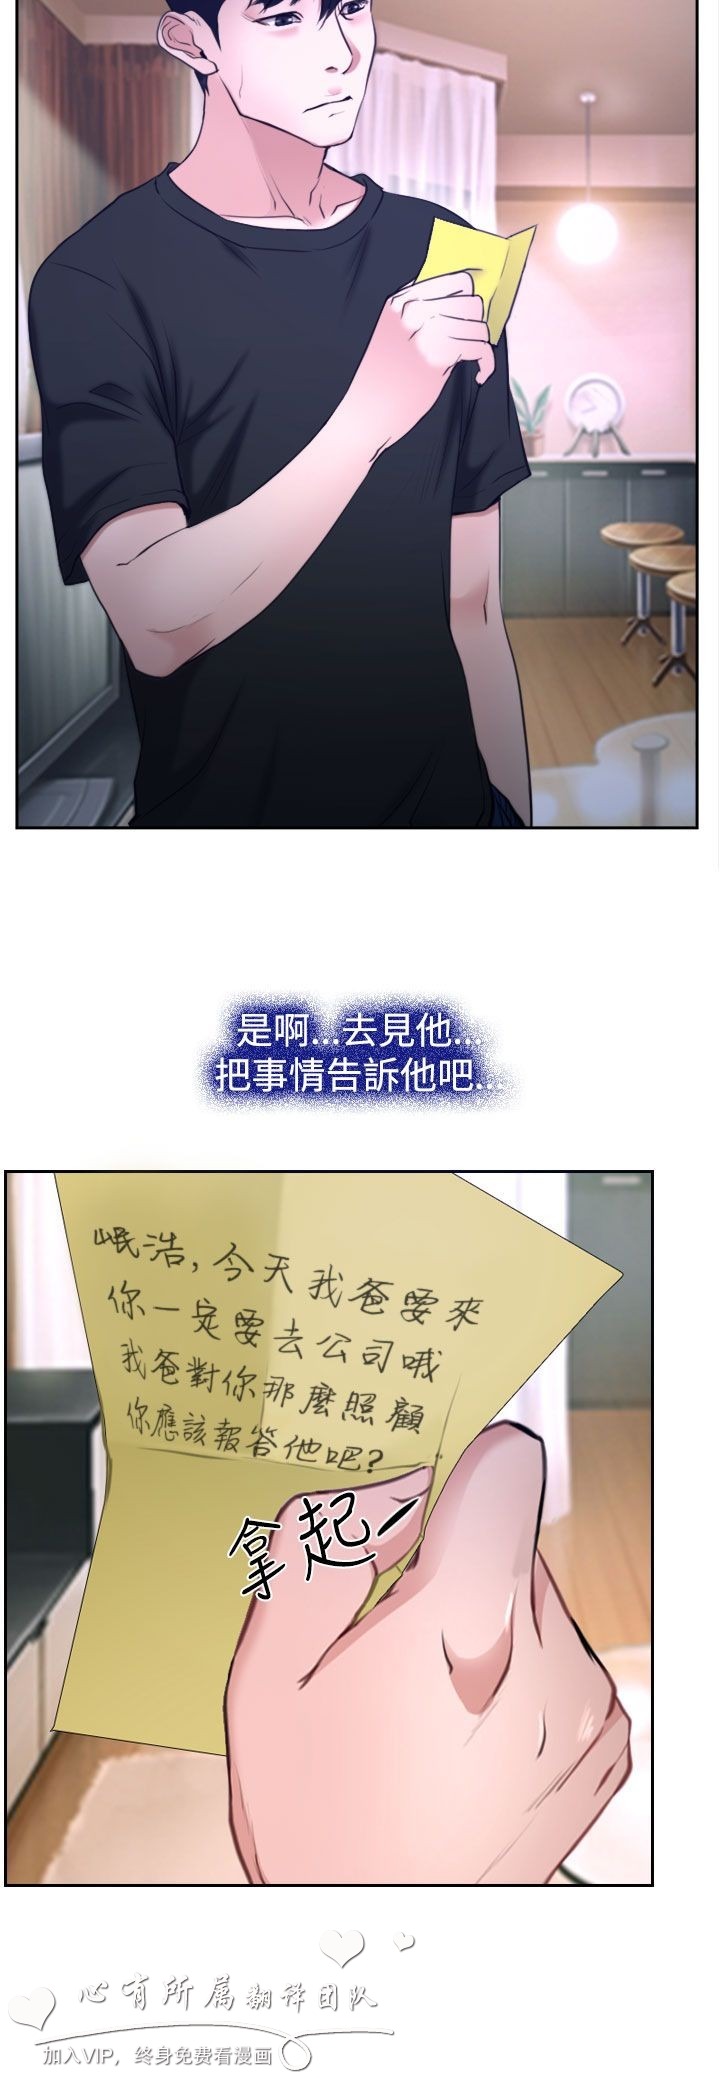 是啊...去見他...
把事情告訴他吧...
岷浩,今天我爸要來
你一定要去公司哦
我爸對你那麼照顧
你應該報答他吧?
拿起
心有所属翻译团队
加入VIP，终身免费看漫画